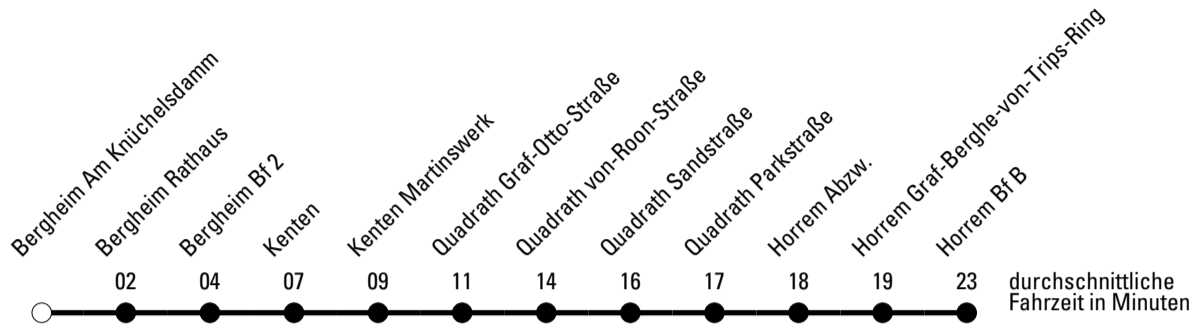 Bergheim Am Knüchelsdamm
Bergheim Rathaus
Bergheim Bf 2
Kenten
Kenten Martinswerk
Quadrath Graf-Otto-Straße
Quadrath von-Roon-Straße
Quadrath Sandstraße
Quadrath Parkstraße
Horrem Abzw.
Horrem Graf-Berghe-von-Trips-Ring
Horrem Bf B
02 04 07 09 11 14 16 17 18 19 23
durchschnittliche
Fahrzeit in Minuten